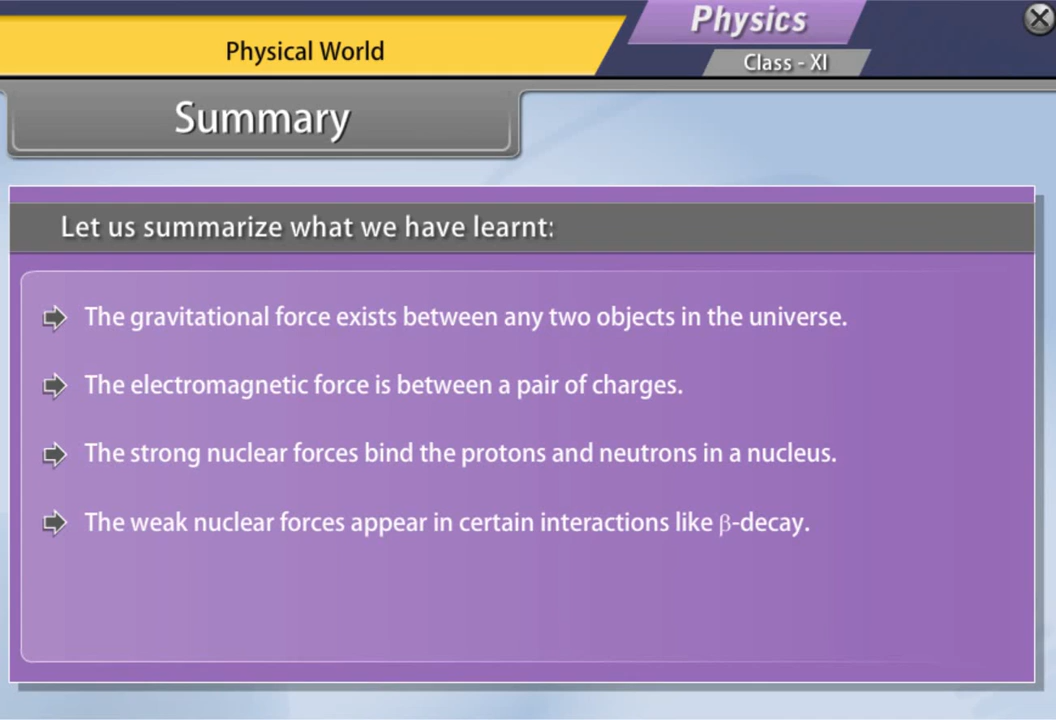 Physics
Physical World
Class - XI
Summary
Let us summarize what we have learnt:
The gravitational force exists between any two objects in the universe.
The electromagnetic force is between a pair of charges.
The strong nuclear forces bind the protons and neutrons in a nucleus.
The weak nuclear forces appear in certain interactions like β-decay.